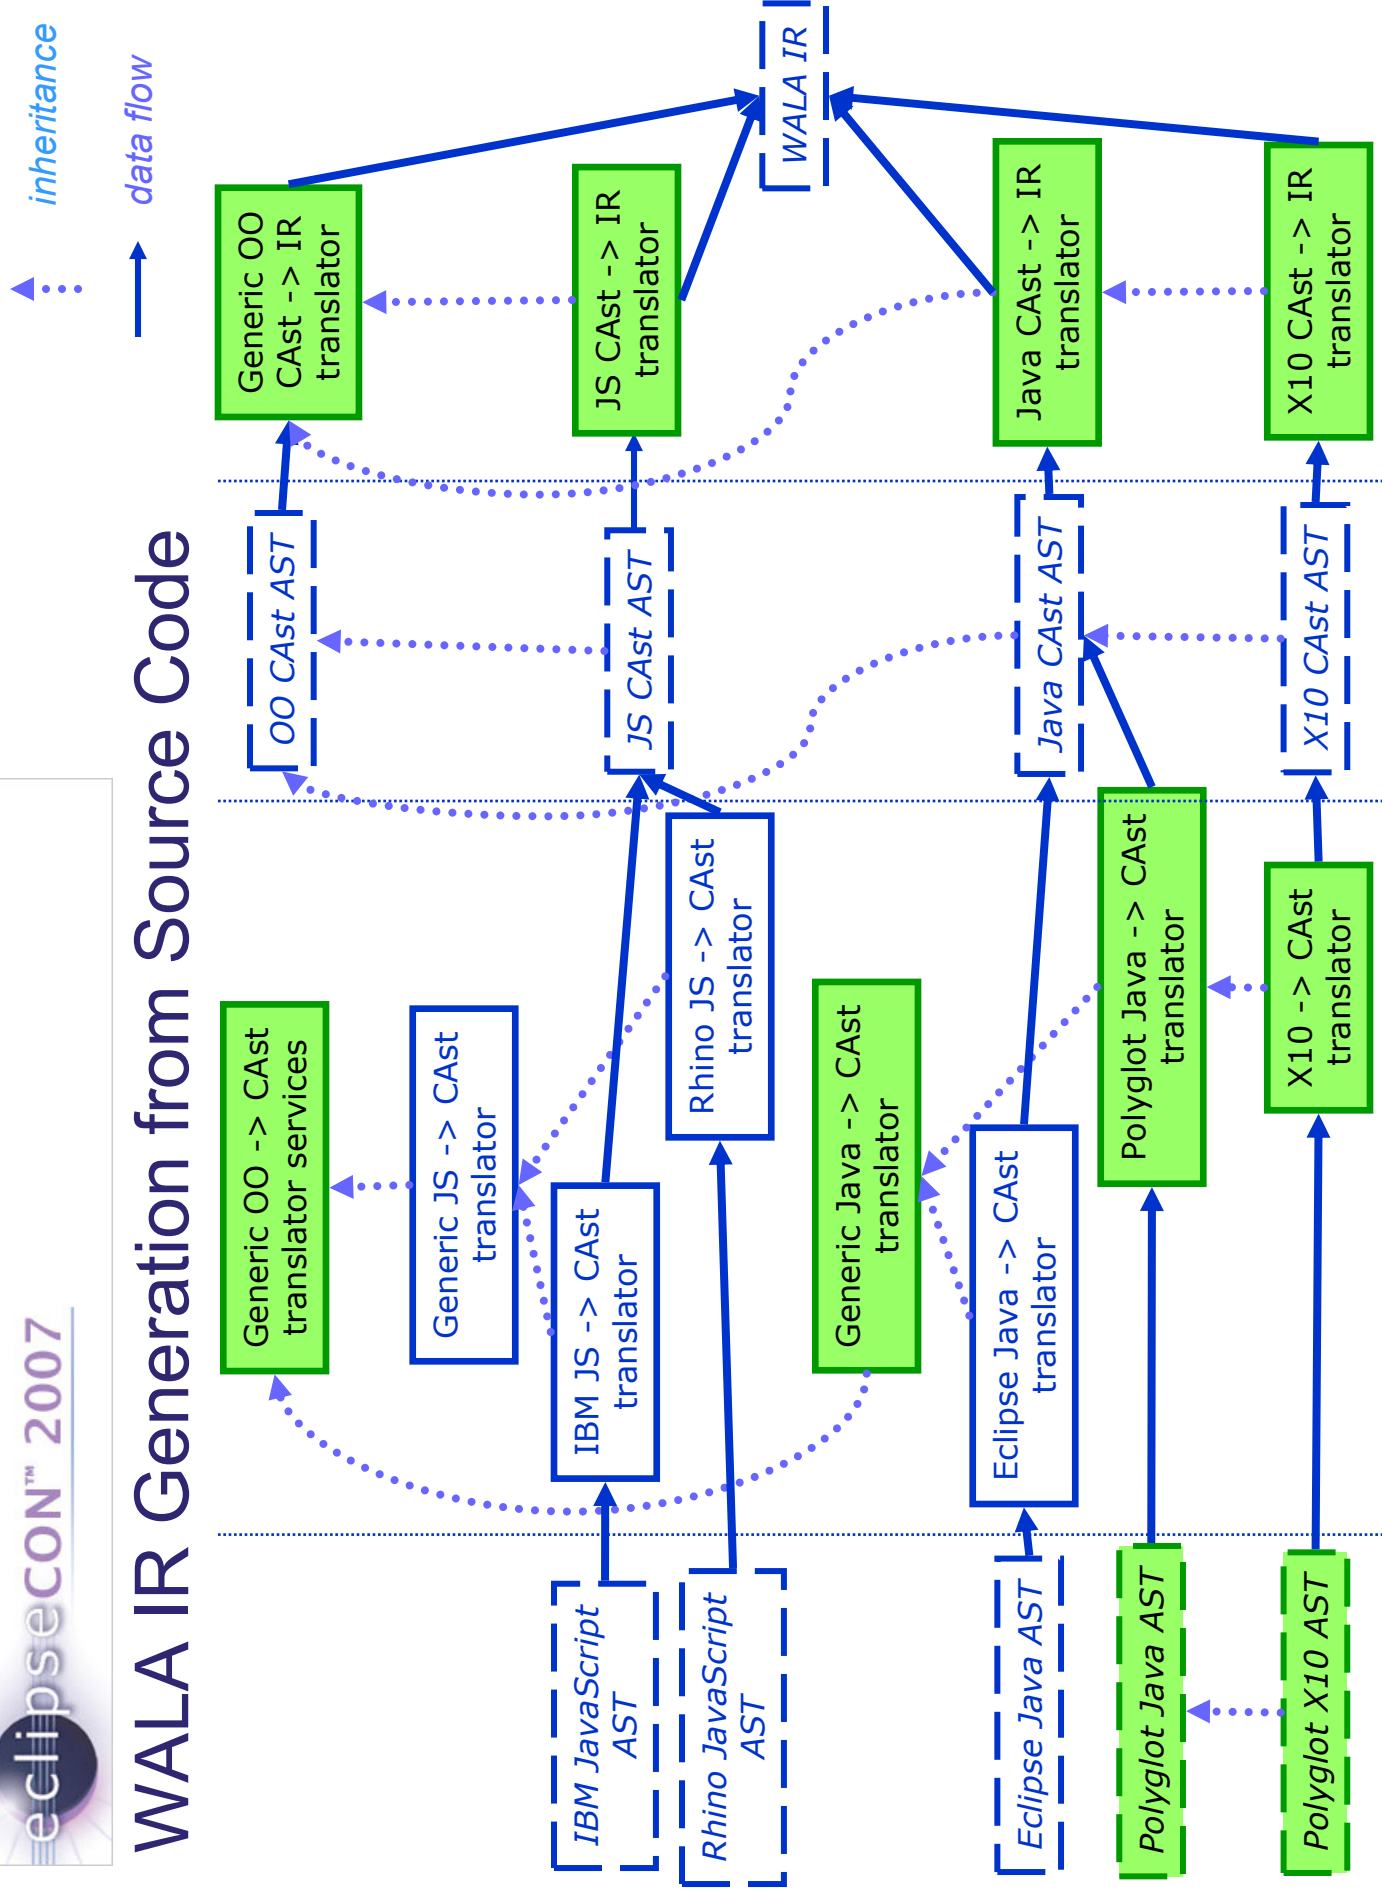 eclipseCON™ 2007
WALA IR Generation from Source Code
inheritance
data flow
Generic OO -> CAst
translator services
OO CAst AST
Generic OO
CAst -> IR
translator
Generic JS -> CAst
translator
IBM JavaScript
AST
IBM JS -> CAst
translator
JS CAst AST
JS CAst -> IR
translator
Rhino JavaScript
AST
Rhino JS -> CAst
translator
WALA IR
Generic Java -> CAst
translator
Eclipse Java AST
Eclipse Java -> CAst
translator
Java CAst AST
Java CAst -> IR
translator
Polyglot Java AST
Polyglot Java -> CAst
translator
Polyglot X10 AST
X10 -> CAst
translator
X10 CAst AST
X10 CAst -> IR
translator